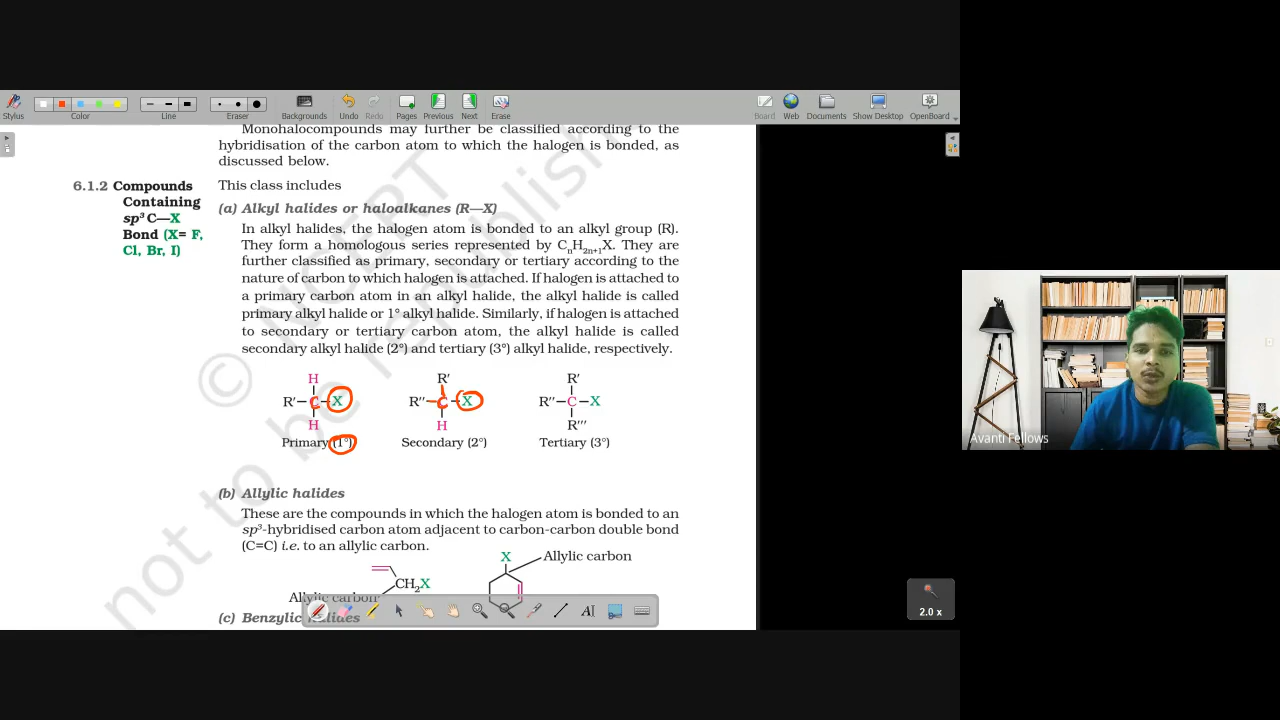 Stylus Color Line Eraser Backgrounds Undo Redo Pages Previous Next Erase Board Web Documents Show Desktop OpenBoard
Monohalocompounds may further be classified according to the
hybridisation of the carbon atom to which the halogen is bonded, as
discussed below.
6.1.2 Compounds
Containing
sp³ C—X
Bond (X= F,
Cl, Br, I)
This class includes
(a) Alkyl halides or haloalkanes (R—X)
In alkyl halides, the halogen atom is bonded to an alkyl group (R).
They form a homologous series represented by CₙH₂ₙ₊₁X. They are
further classified as primary, secondary or tertiary according to the
nature of carbon to which halogen is attached. If halogen is attached to
a primary carbon atom in an alkyl halide, the alkyl halide is called
primary alkyl halide or 1° alkyl halide. Similarly, if halogen is attached
to secondary or tertiary carbon atom, the alkyl halide is called
secondary alkyl halide (2°) and tertiary (3°) alkyl halide, respectively.
H R′ R′
R′–C–X R′′–C–X R′′–C–X
H H R′′′
Primary (1°) Secondary (2°) Tertiary (3°)
(b) Allylic halides
These are the compounds in which the halogen atom is bonded to an
sp³-hybridised carbon atom adjacent to carbon-carbon double bond
(C=C) i.e. to an allylic carbon.
X Allylic carbon
CH₂X
Allylic carbon
(c) Benzylic halides
© NCERT
not to be republish
2.0 x
Avanti Fellows